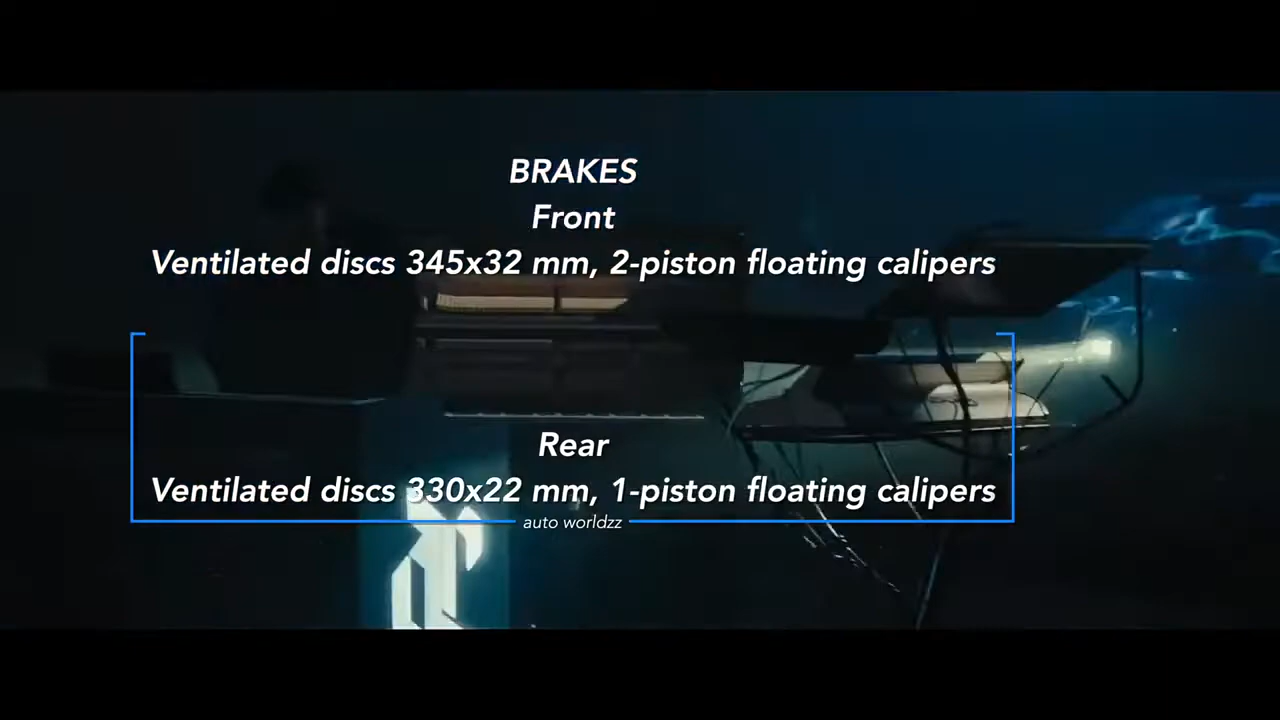 BRAKES
Front
Ventilated discs 345x32 mm, 2-piston floating calipers
Rear
Ventilated discs 330x22 mm, 1-piston floating calipers
auto worldzz